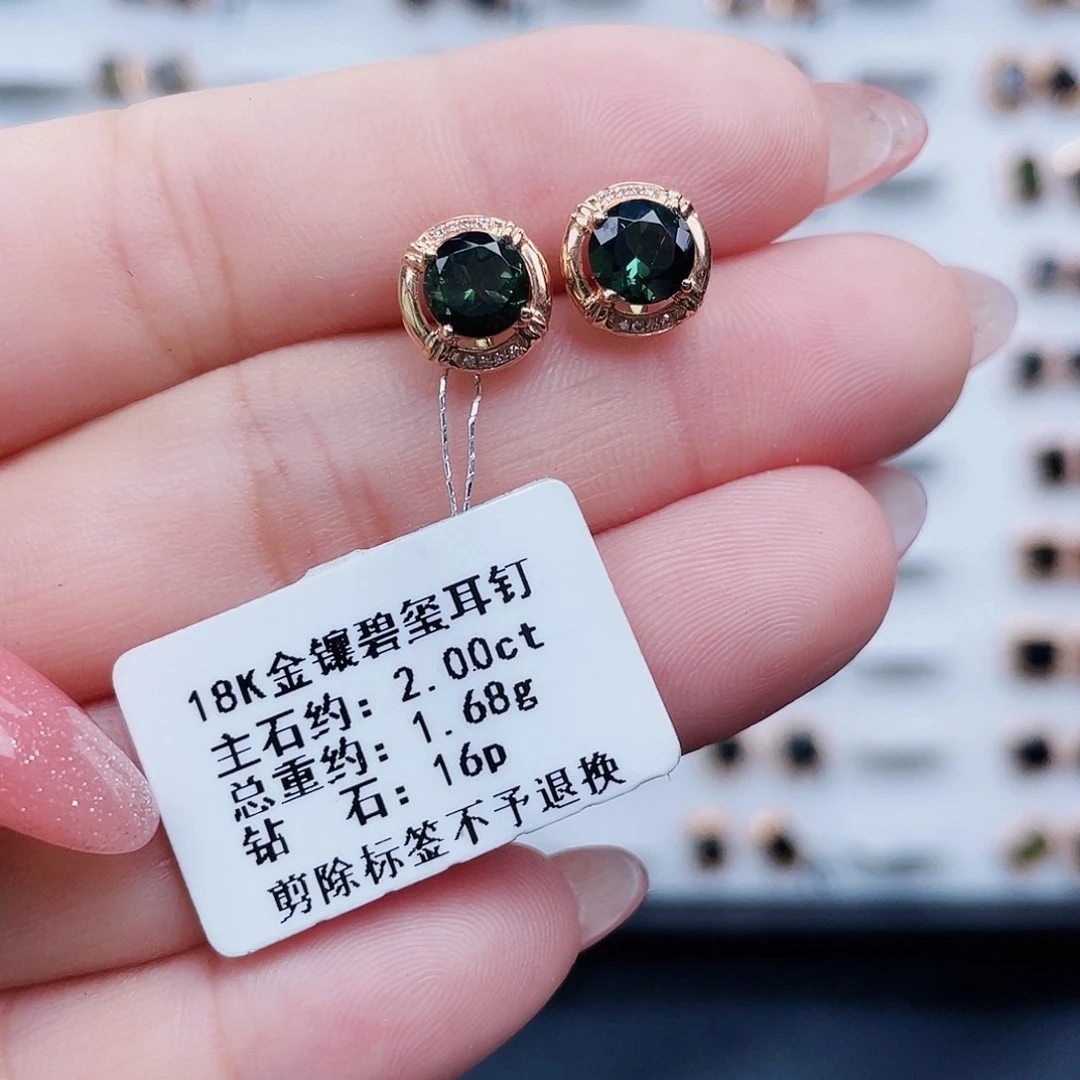 18K金镶碧玺耳钉
主石约: 2.00ct
总重约: 1.68g
钻 石: 16p
剪除标签不予退换